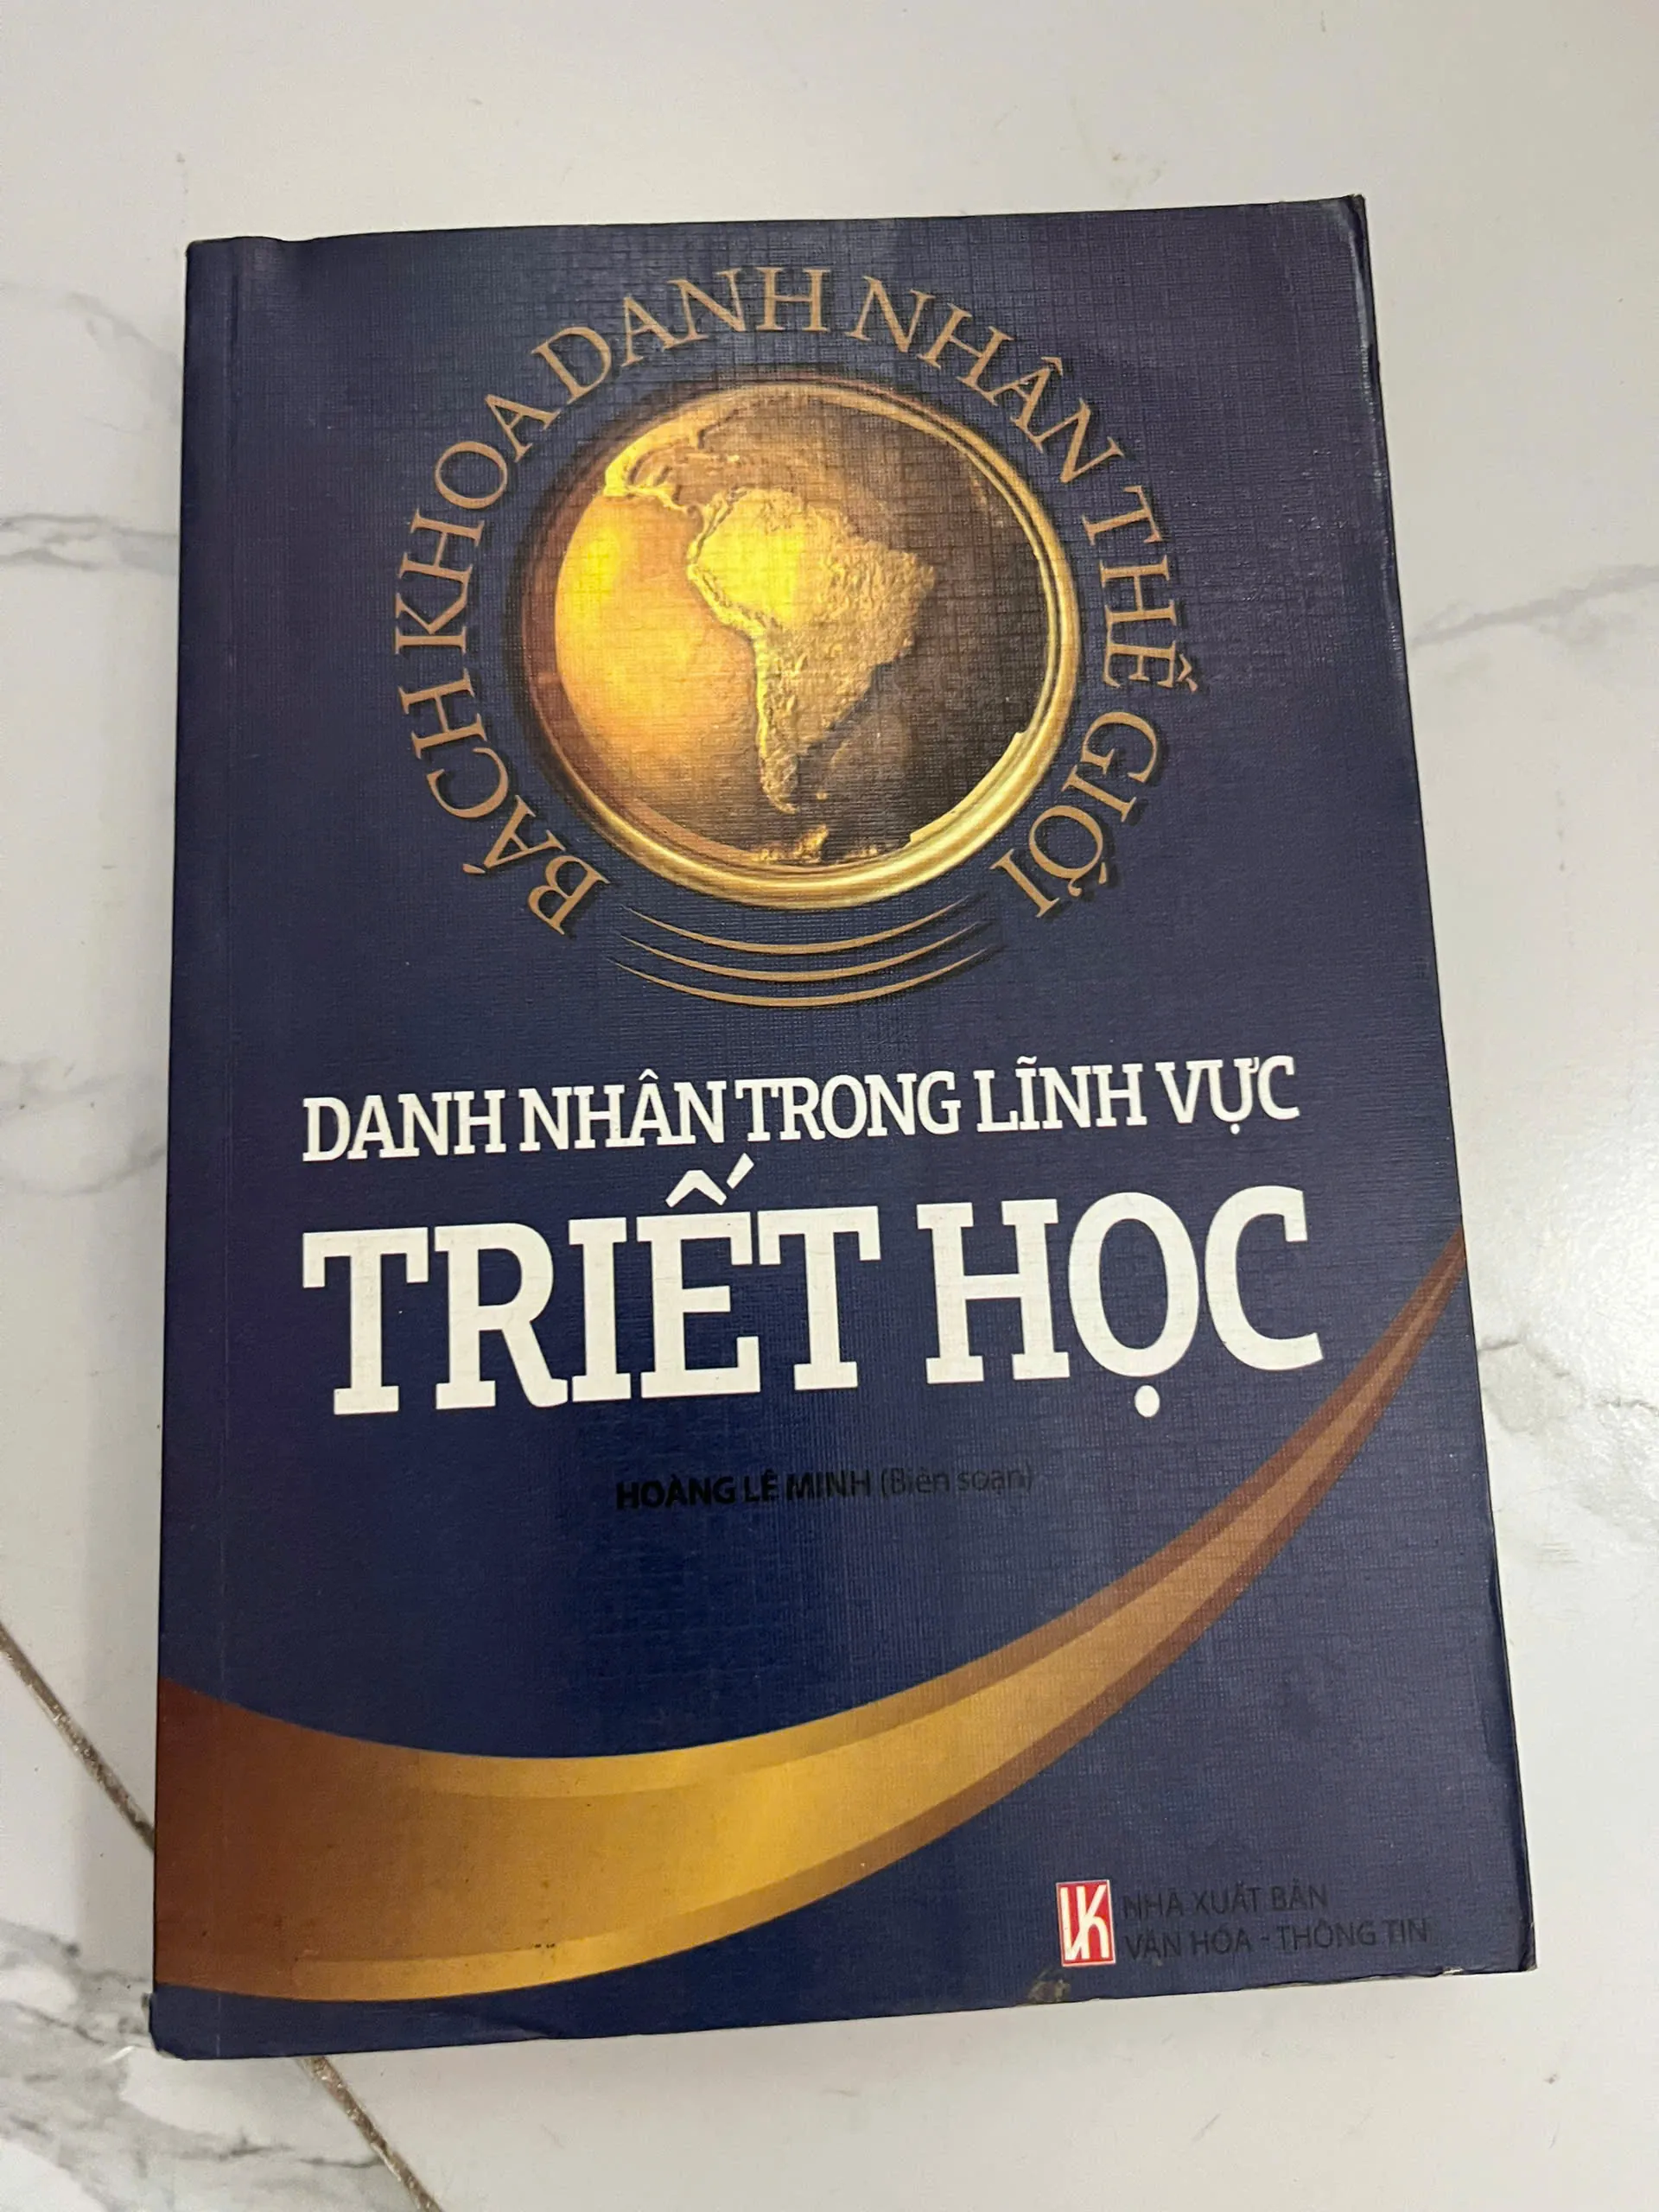 BÁCH KHOA DANH NHÂN THẾ GIỚI
DANH NHÂN TRONG LĨNH VỰC
TRIẾT HỌC
HOÀNG LÊ MINH (Biên soạn)
NHÀ XUẤT BẢN
VĂN HÓA - THÔNG TIN